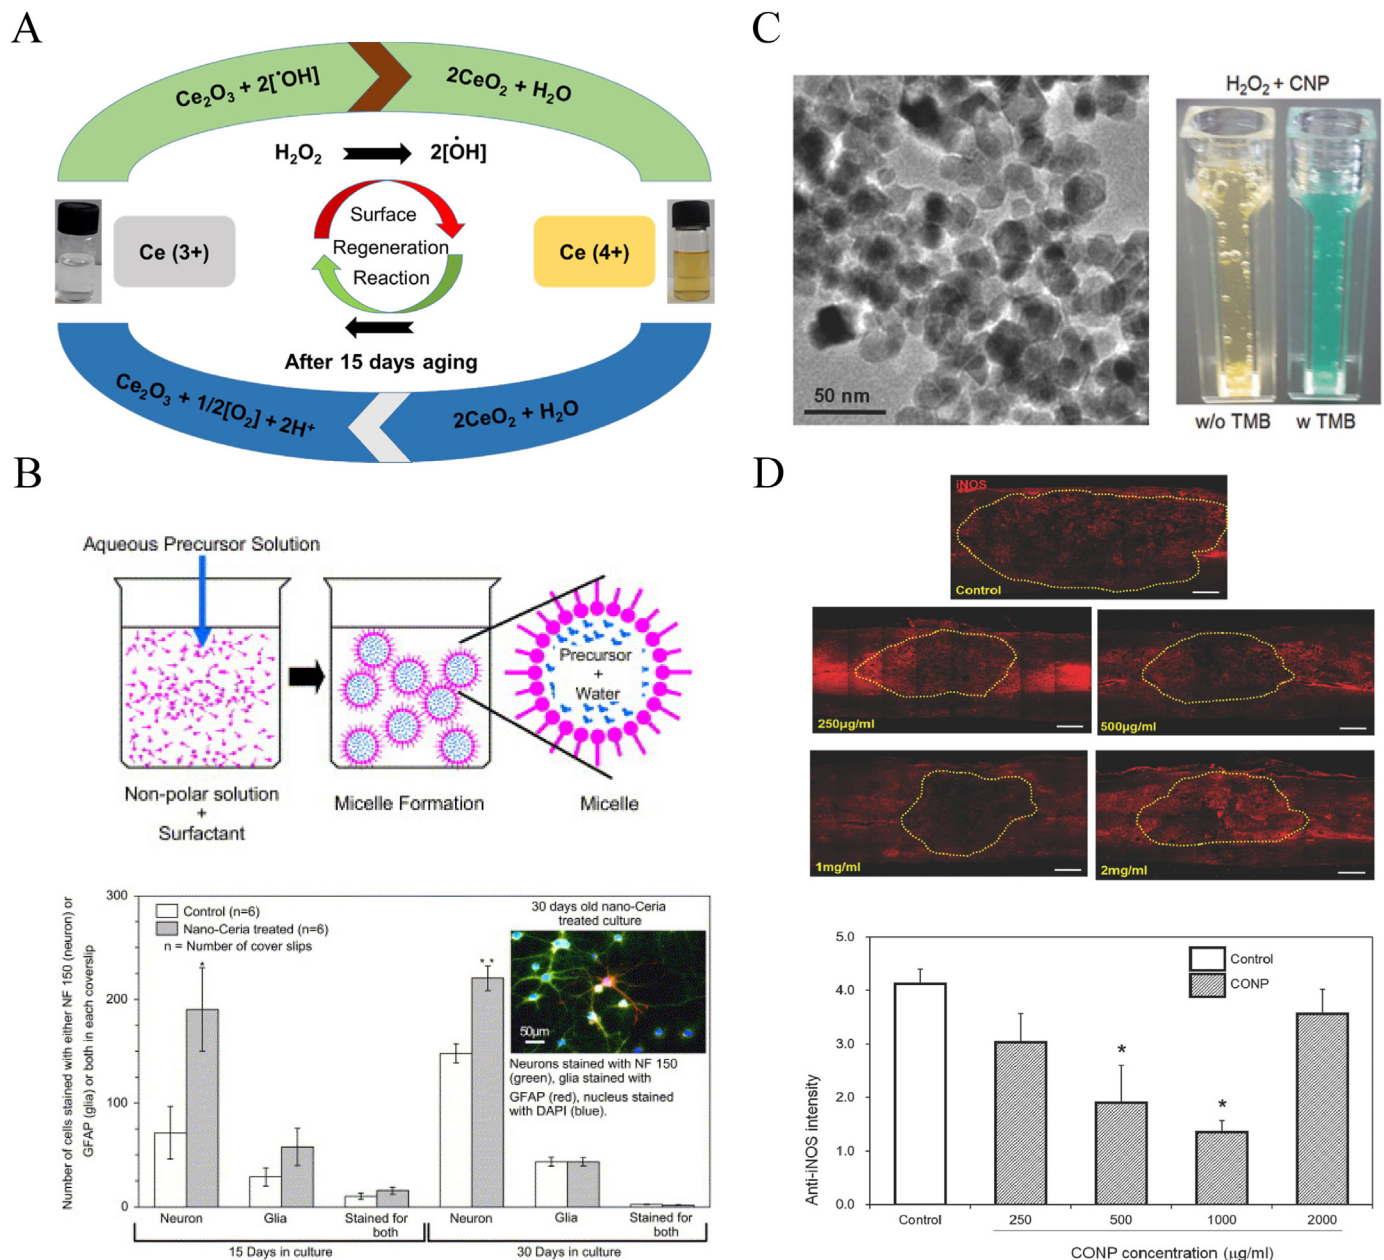 A
Ce₂O₃ + 2[˙OH]
2CeO₂ + H₂O
H₂O₂
2[ȮH]
Surface
Regeneration
Reaction
Ce (3+)
Ce (4+)
After 15 days aging
Ce₂O₃ + 1/2[O₂] + 2H⁺
2CeO₂ + H₂O
B
Aqueous Precursor Solution
Non-polar solution
+
Surfactant
Micelle Formation
Precursor
+
Water
Micelle
Number of cells stained with either NF 150 (neuron) or
GFAP (glia) or both in each coverslip
300
200
100
0
Control (n=6)
Nano-Ceria treated (n=6)
n = Number of cover slips
*
* *
30 days old nano-Ceria
treated culture
50µm
Neurons stained with NF 150
(green), glia stained with
GFAP (red), nucleus stained
with DAPI (blue).
Neuron
Glia
Stained for
both
Neuron
Glia
Stained for
both
15 Days in culture
30 Days in culture
C
50 nm
H₂O₂ + CNP
w/o TMB
w TMB
D
iNOS
Control
250µg/ml
500µg/ml
1mg/ml
2mg/ml
Anti-iNOS intensity
5.0
4.0
3.0
2.0
1.0
0.0
Control
CONP
*
*
Control
250
500
1000
2000
CONP concentration (µg/ml)